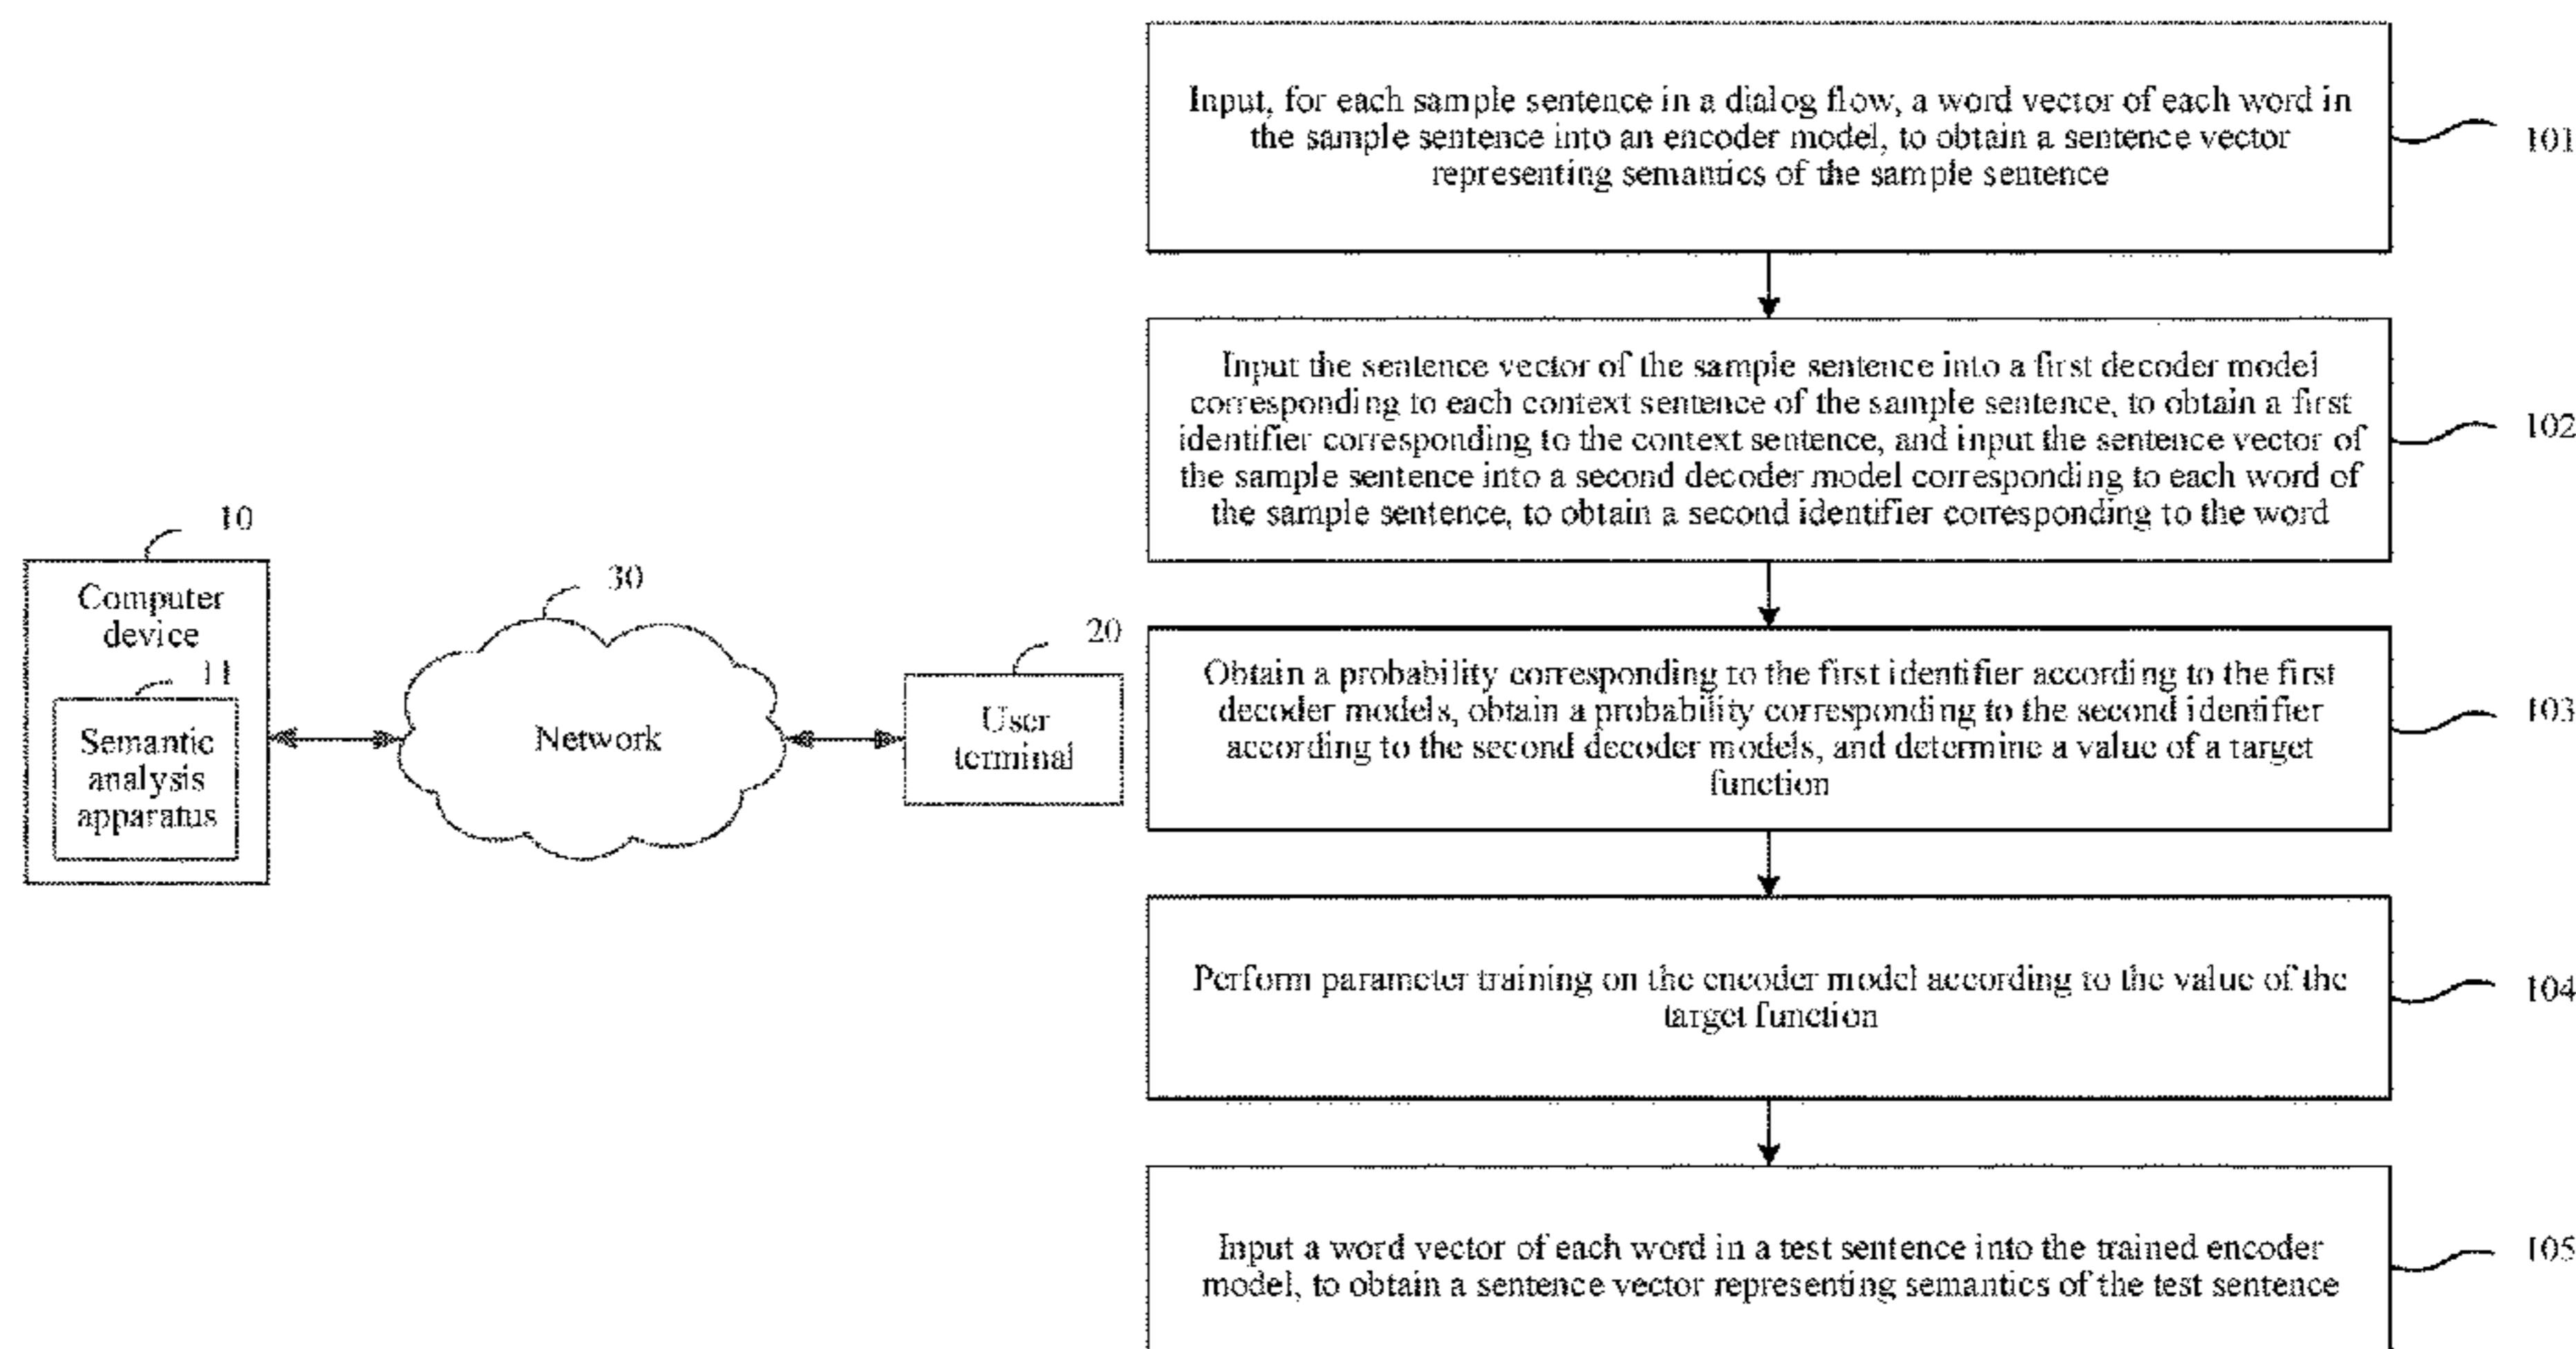 10
Computer
device
11
Semantic
analysis
apparatus
30
Network
20
User
terminal
Input, for each sample sentence in a dialog flow, a word vector of each word in
the sample sentence into an encoder model, to obtain a sentence vector
representing semantics of the sample sentence
101
Input the sentence vector of the sample sentence into a first decoder model
corresponding to each context sentence of the sample sentence, to obtain a first
identifier corresponding to the context sentence, and input the sentence vector of
the sample sentence into a second decoder model corresponding to each word of
the sample sentence, to obtain a second identifier corresponding to the word
102
Obtain a probability corresponding to the first identifier according to the first
decoder models, obtain a probability corresponding to the second identifier
according to the second decoder models, and determine a value of a target
function
103
Perform parameter training on the encoder model according to the value of the
target function
104
Input a word vector of each word in a test sentence into the trained encoder
model, to obtain a sentence vector representing semantics of the test sentence
105